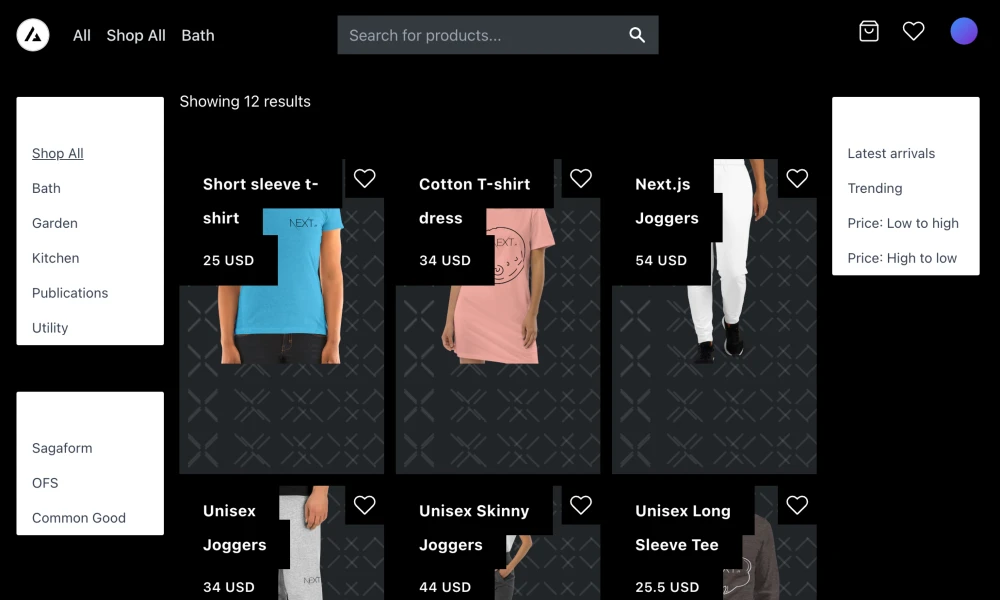 All
Shop All
Bath
Search for products...
Showing 12 results
Shop All
Bath
Garden
Kitchen
Publications
Utility
Sagaform
OFS
Common Good
Short sleeve t-
shirt
25 USD
NEXT
Cotton T-shirt
dress
34 USD
Next.js
Joggers
54 USD
Unisex
Joggers
34 USD
NEXT
Unisex Skinny
Joggers
44 USD
Unisex Long
Sleeve Tee
25.5 USD
Latest arrivals
Trending
Price: Low to high
Price: High to low